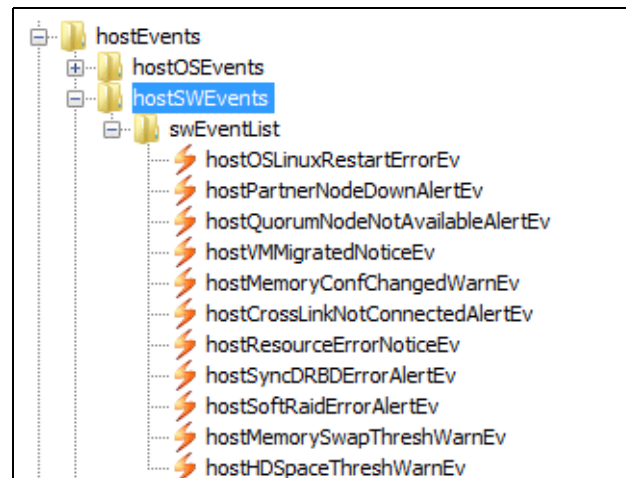 hostEvents
hostOSEvents
hostSWEvents
swEventList
hostOSLinuxRestartErrorEv
hostPartnerNodeDownAlertEv
hostQuorumNodeNotAvailableAlertEv
hostVMMigratedNoticeEv
hostMemoryConfChangedWarnEv
hostCrossLinkNotConnectedAlertEv
hostResourceErrorNoticeEv
hostSyncDRBDErrorAlertEv
hostSoftRaidErrorAlertEv
hostMemorySwapThreshWarnEv
hostHDSpaceThreshWarnEv